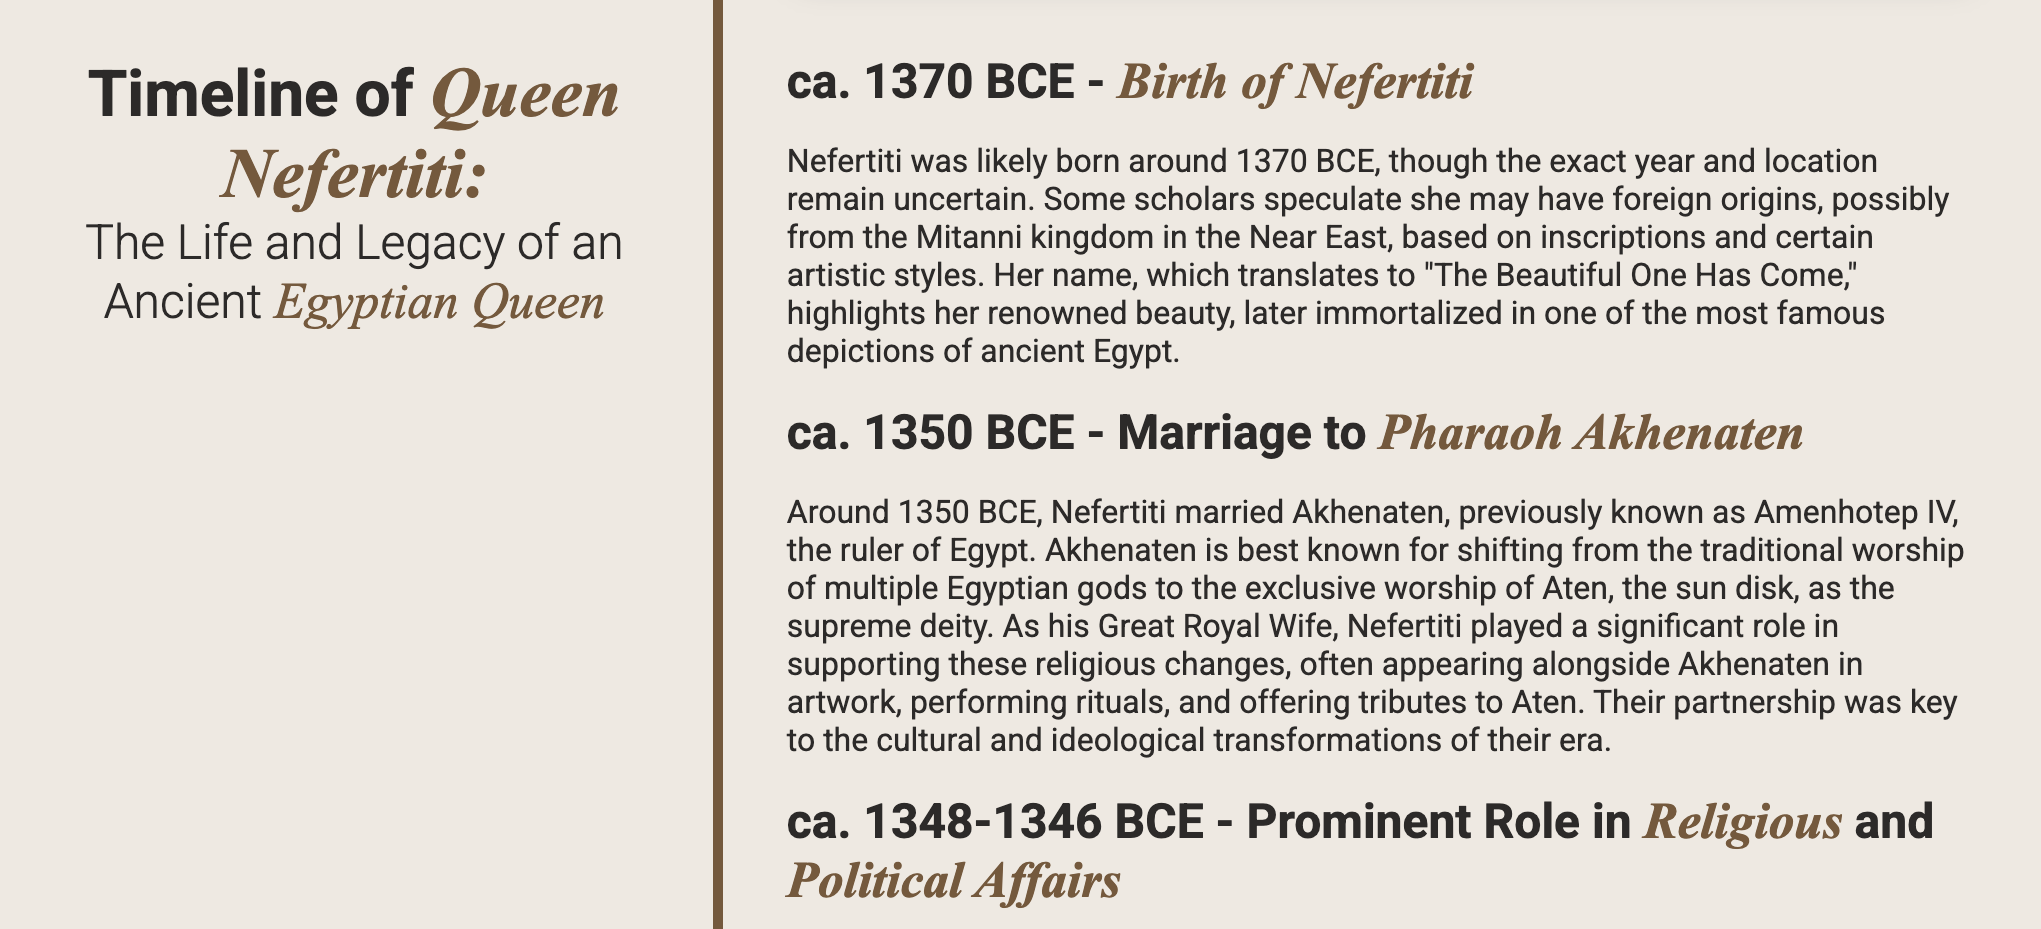 Timeline of Queen
Nefertiti:
The Life and Legacy of an
Ancient Egyptian Queen
ca. 1370 BCE - Birth of Nefertiti
Nefertiti was likely born around 1370 BCE, though the exact year and location
remain uncertain. Some scholars speculate she may have foreign origins, possibly
from the Mitanni kingdom in the Near East, based on inscriptions and certain
artistic styles. Her name, which translates to "The Beautiful One Has Come,"
highlights her renowned beauty, later immortalized in one of the most famous
depictions of ancient Egypt.
ca. 1350 BCE - Marriage to Pharaoh Akhenaten
Around 1350 BCE, Nefertiti married Akhenaten, previously known as Amenhotep IV,
the ruler of Egypt. Akhenaten is best known for shifting from the traditional worship
of multiple Egyptian gods to the exclusive worship of Aten, the sun disk, as the
supreme deity. As his Great Royal Wife, Nefertiti played a significant role in
supporting these religious changes, often appearing alongside Akhenaten in
artwork, performing rituals, and offering tributes to Aten. Their partnership was key
to the cultural and ideological transformations of their era.
ca. 1348-1346 BCE - Prominent Role in Religious and
Political Affairs